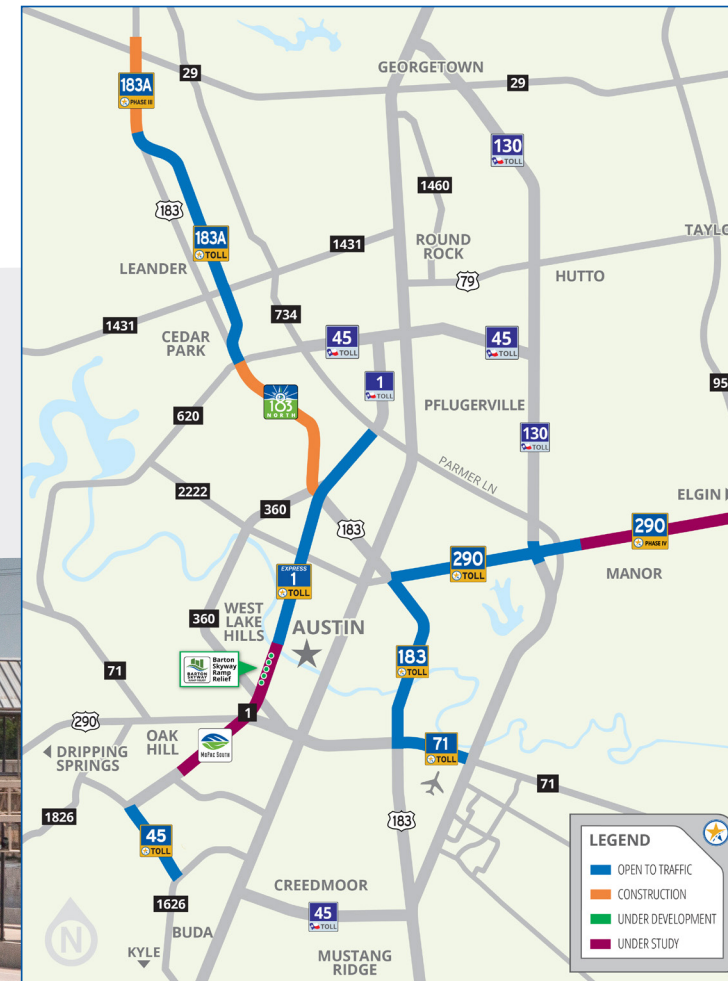 GEORGETOWN
29
29
183A
PHASE III
130
TOLL
1460
183
183A
TOLL
1431
ROUND
ROCK
TAYLO
LEANDER
79
HUTTO
734
1431
CEDAR
PARK
45
TOLL
45
TOLL
1
TOLL
95
183
NORTH
620
PFLUGERVILLE
130
TOLL
PARMER LN
2222
360
183
ELGIN
290
PHASE IV
290
TOLL
MANOR
EXPRESS
1
TOLL
WEST
LAKE
HILLS
360
AUSTIN
183
TOLL
BARTON
SKYWAY
Barton
Skyway
Ramp
Relief
71
1
290
OAK
HILL
MoPac South
DRIPPING
SPRINGS
71
TOLL
71
1826
183
45
TOLL
LEGEND
OPEN TO TRAFFIC
CONSTRUCTION
UNDER DEVELOPMENT
UNDER STUDY
CREEDMOOR
1626
45
TOLL
N
BUDA
KYLE
MUSTANG
RIDGE